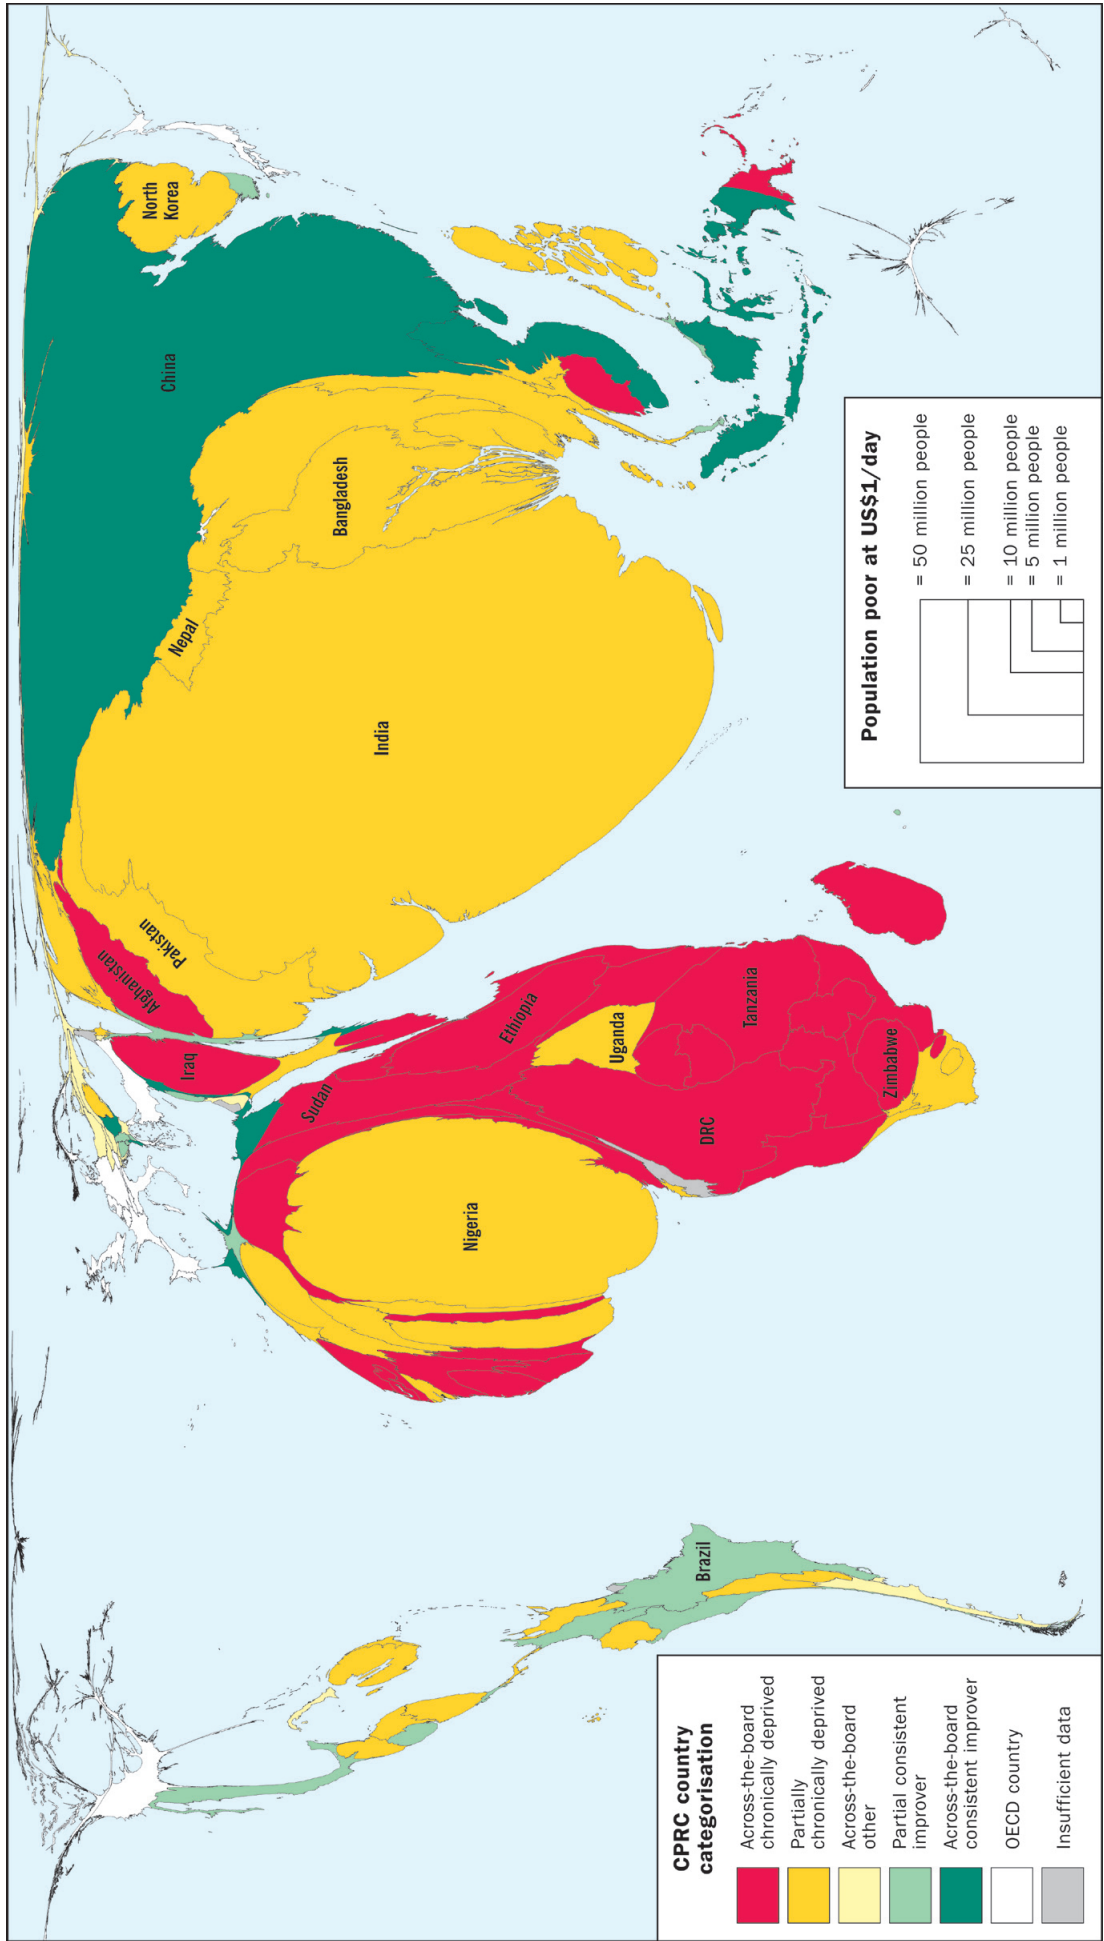 CPRC country
categorisation
Across-the-board
chronically deprived
Partially
chronically deprived
Across-the-board
other
Partial consistent
improver
Across-the-board
consistent improver
OECD country
Insufficient data
Brazil
Nigeria
Sudan
Ethiopia
Uganda
DRC
Tanzania
Zimbabwe
Iraq
Afghanistan
Pakistan
India
Nepal
Bangladesh
China
North
Korea
Population poor at US$1/day
= 50 million people
= 25 million people
= 10 million people
= 5 million people
= 1 million people